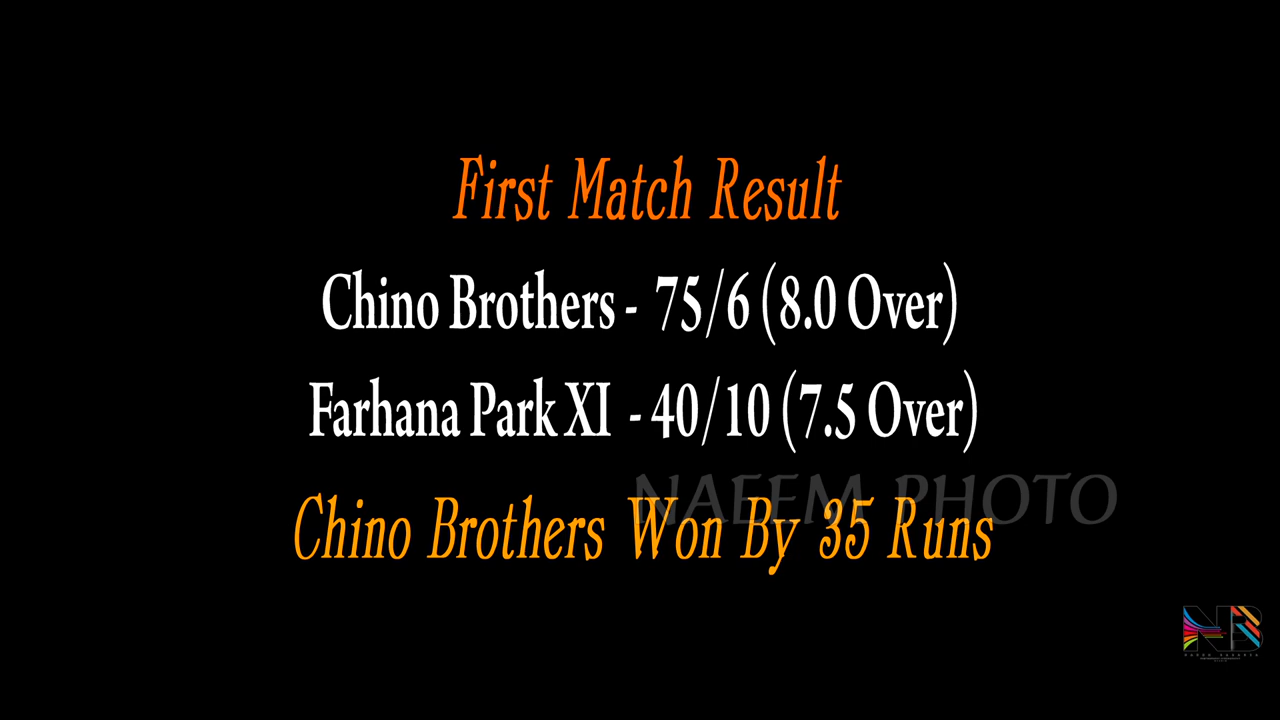 First Match Result
Chino Brothers - 75/6 (8.0 Over)
Farhana Park XI - 40/10 (7.5 Over)
NAEEM PHOTO
Chino Brothers Won By 35 Runs
NB